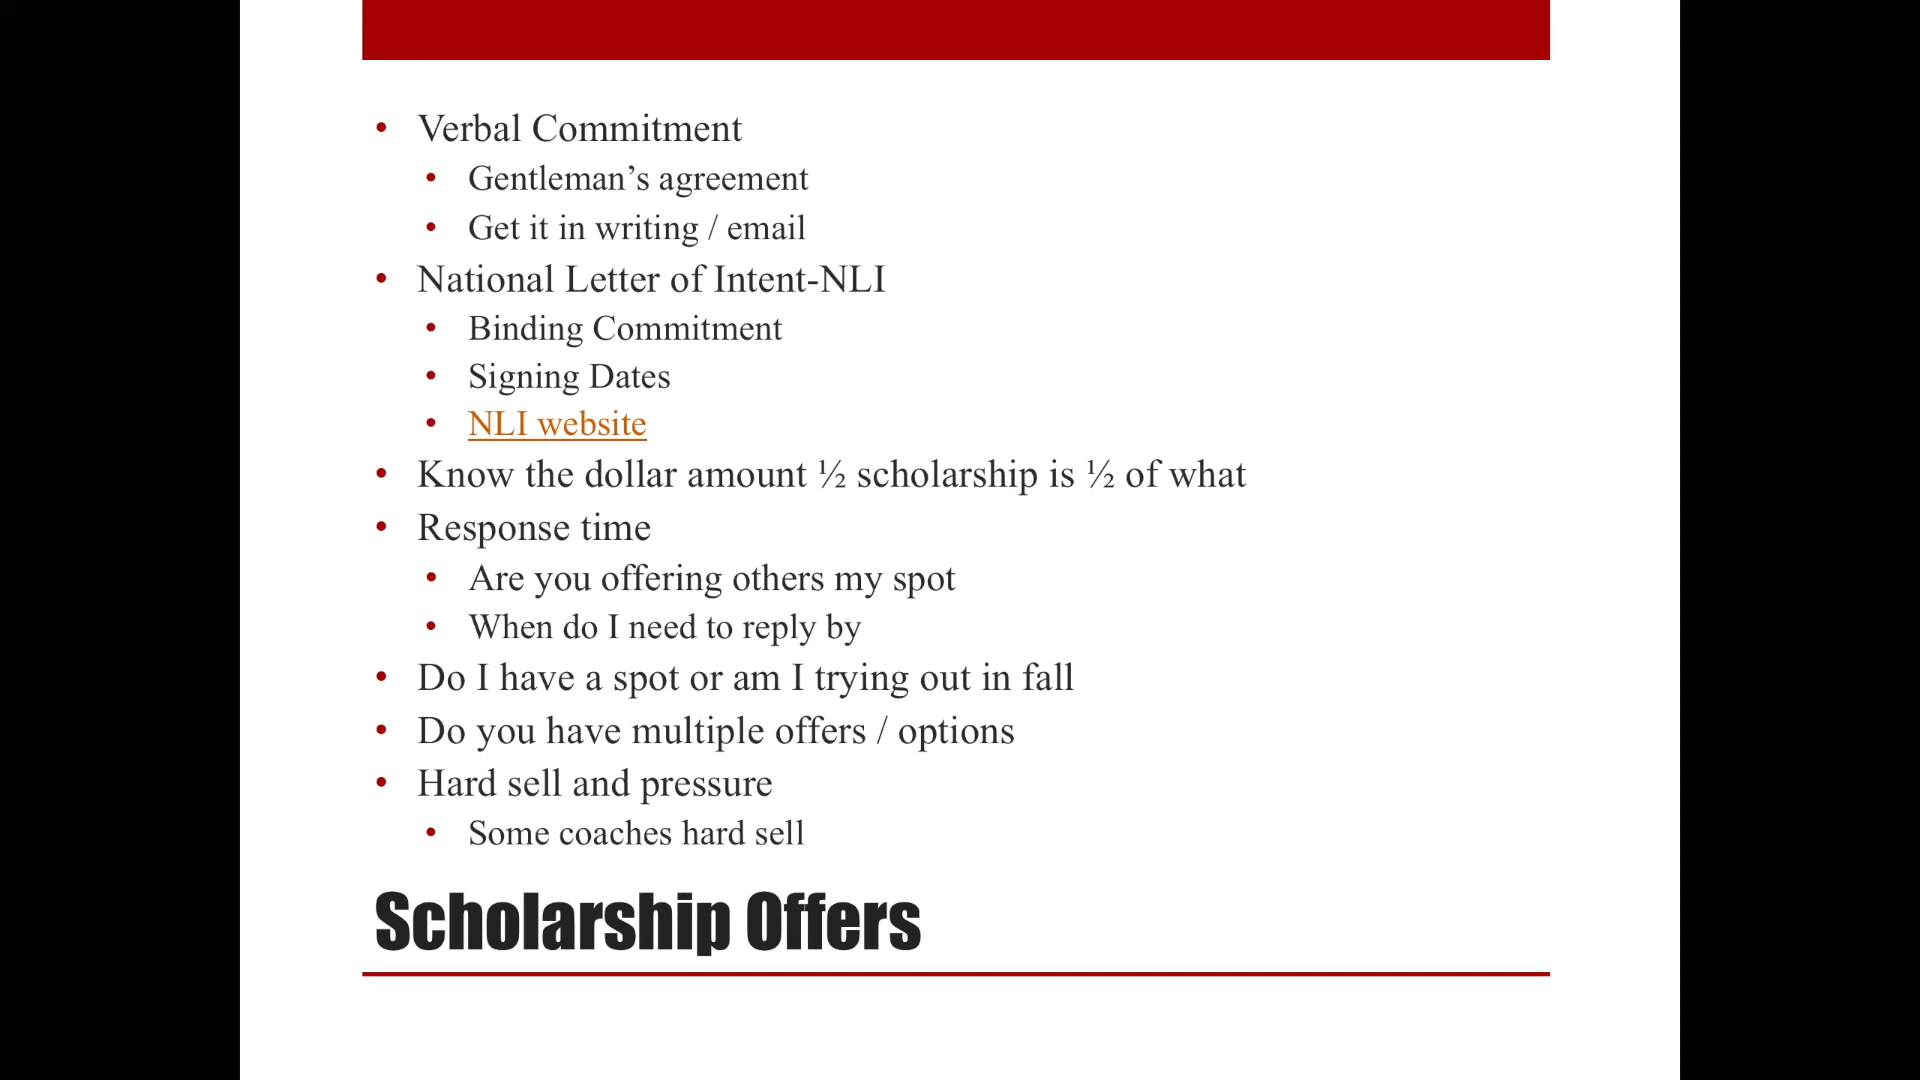 • Verbal Commitment
• Gentleman’s agreement
• Get it in writing / email
• National Letter of Intent-NLI
• Binding Commitment
• Signing Dates
• NLI website
• Know the dollar amount ½ scholarship is ½ of what
• Response time
• Are you offering others my spot
• When do I need to reply by
• Do I have a spot or am I trying out in fall
• Do you have multiple offers / options
• Hard sell and pressure
• Some coaches hard sell
Scholarship Offers